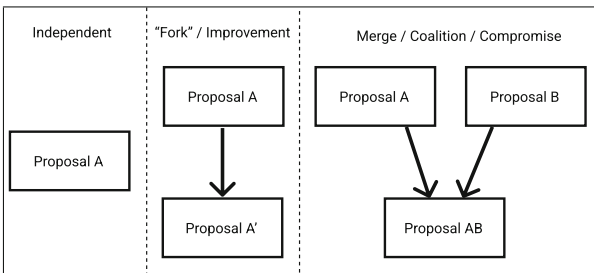 Independent
“Fork” / Improvement
Merge / Coalition / Compromise
Proposal A
Proposal A
Proposal A’
Proposal A
Proposal B
Proposal AB